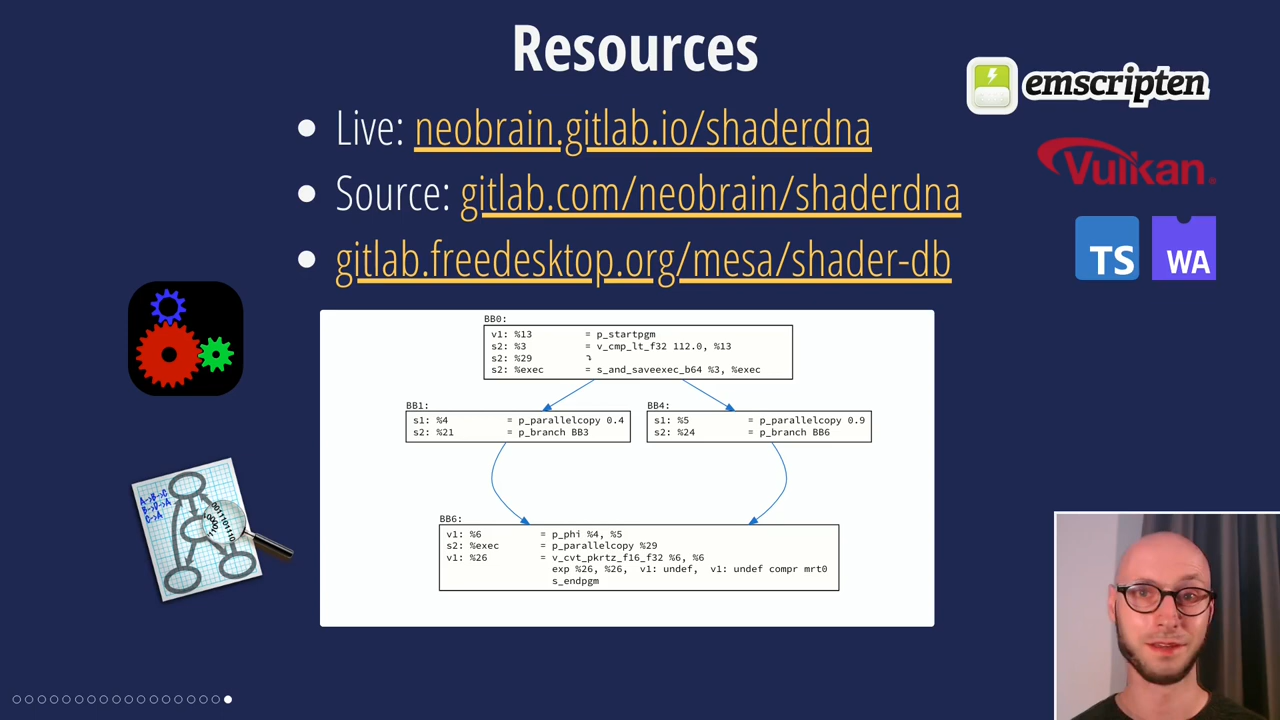 Resources
emscripten
Live: neobrain.gitlab.io/shaderdna
Vulkan.
Source: gitlab.com/neobrain/shaderdna
TS
WA
gitlab.freedesktop.org/mesa/shader-db
BB0:
v1: %13 = p_startpgm
s2: %3 = v_cmp_lt_f32 112.0, %13
s2: %29 ↴
s2: %exec = s_and_saveexec_b64 %3, %exec
BB1:
s1: %4 = p_parallelcopy 0.4
s2: %21 = p_branch BB3
BB4:
s1: %5 = p_parallelcopy 0.9
s2: %24 = p_branch BB6
BB6:
v1: %6 = p_phi %4, %5
s2: %exec = p_parallelcopy %29
v1: %26 = v_cvt_pkrtz_f16_f32 %6, %6
exp %26, %26, v1: undef, v1: undef compr mrt0
s_endpgm